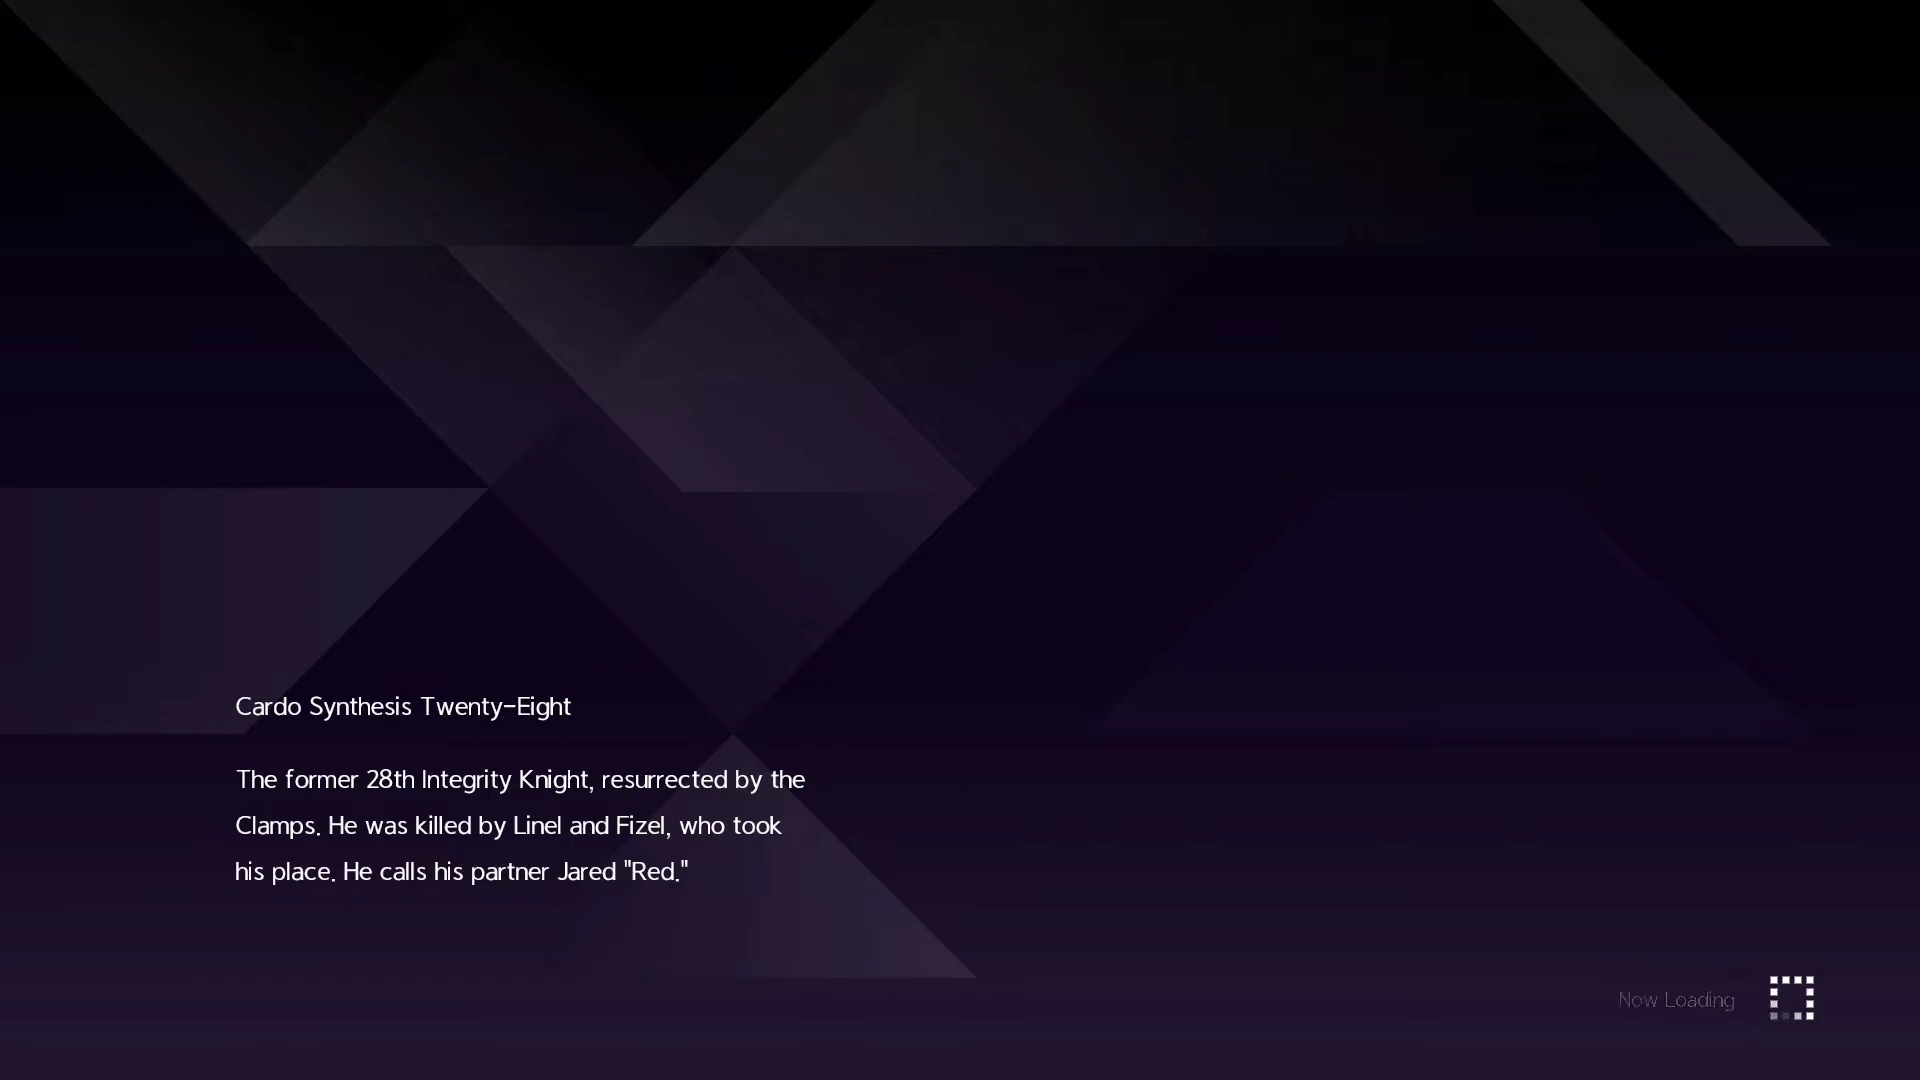 Cardo Synthesis Twenty-Eight
The former 28th Integrity Knight, resurrected by the
Clamps. He was killed by Linel and Fizel, who took
his place. He calls his partner Jared "Red."
Now Loading